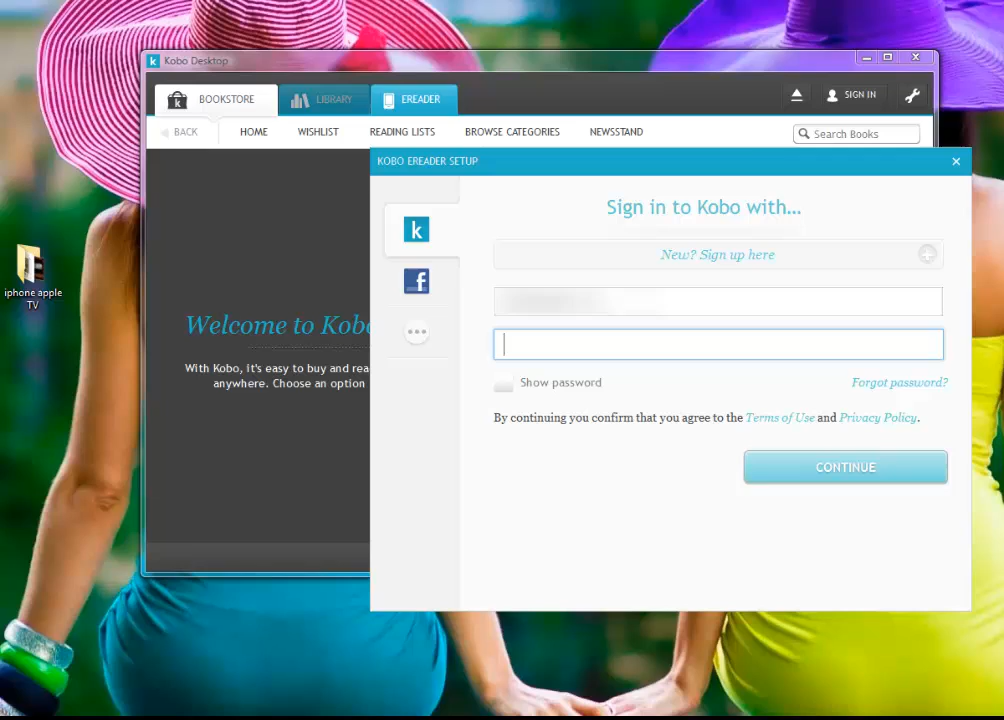 Kobo Desktop
BOOKSTORE
LIBRARY
EREADER
SIGN IN
BACK
HOME
WISHLIST
READING LISTS
BROWSE CATEGORIES
NEWSSTAND
Search Books
KOBO EREADER SETUP
Sign in to Kobo with...
New? Sign up here
Show password
Forgot password?
By continuing you confirm that you agree to the Terms of Use and Privacy Policy.
CONTINUE
Welcome to Kobo
With Kobo, it's easy to buy and rea
anywhere. Choose an option
iphone apple
TV